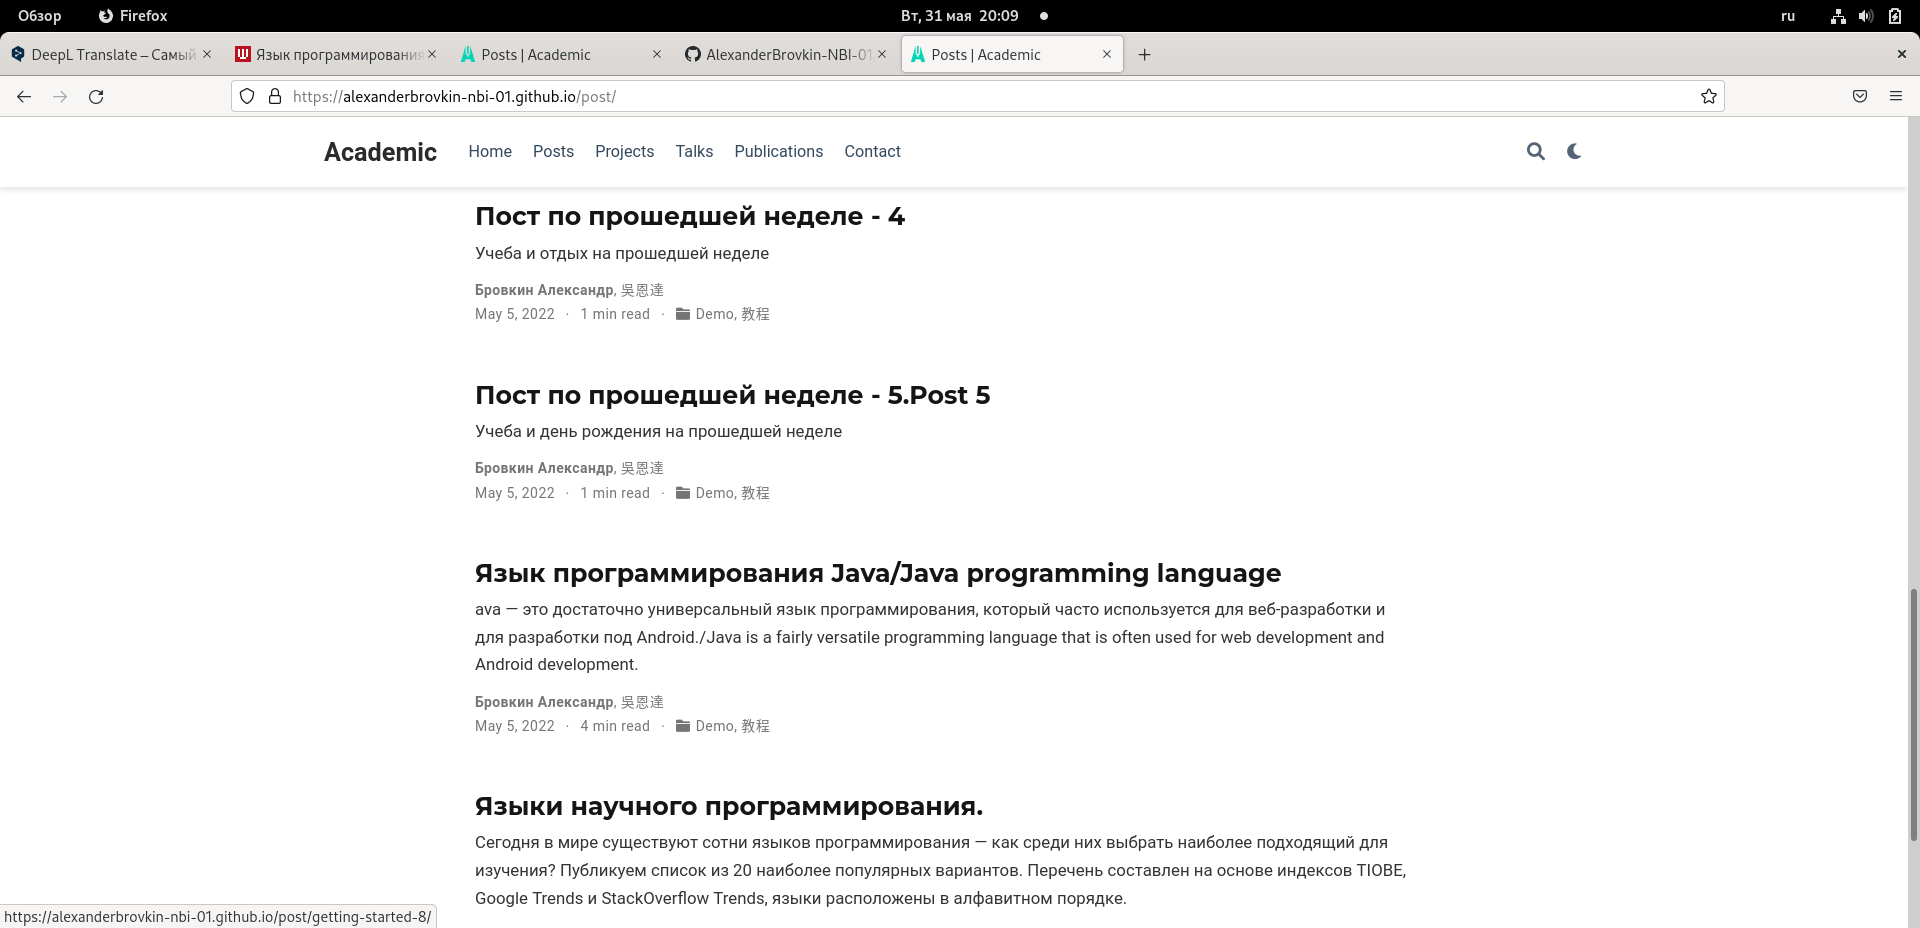 Обзор Firefox Вт, 31 мая 20:09 ru
DeepL Translate – Самый Язык программирования Posts | Academic AlexanderBrovkin-NBI-01 Posts | Academic
https://alexanderbrovkin-nbi-01.github.io/post/
Academic Home Posts Projects Talks Publications Contact
Пост по прошедшей неделе - 4
Учеба и отдых на прошедшей неделе
Бровкин Александр, 吳恩達
May 5, 2022 · 1 min read · Demo, 教程
Пост по прошедшей неделе - 5.Post 5
Учеба и день рождения на прошедшей неделе
Бровкин Александр, 吳恩達
May 5, 2022 · 1 min read · Demo, 教程
Язык программирования Java/Java programming language
ava — это достаточно универсальный язык программирования, который часто используется для веб-разработки и
для разработки под Android./Java is a fairly versatile programming language that is often used for web development and
Android development.
Бровкин Александр, 吳恩達
May 5, 2022 · 4 min read · Demo, 教程
Языки научного программирования.
Сегодня в мире существуют сотни языков программирования — как среди них выбрать наиболее подходящий для
изучения? Публикуем список из 20 наиболее популярных вариантов. Перечень составлен на основе индексов TIOBE,
Google Trends и StackOverflow Trends, языки расположены в алфавитном порядке.
https://alexanderbrovkin-nbi-01.github.io/post/getting-started-8/